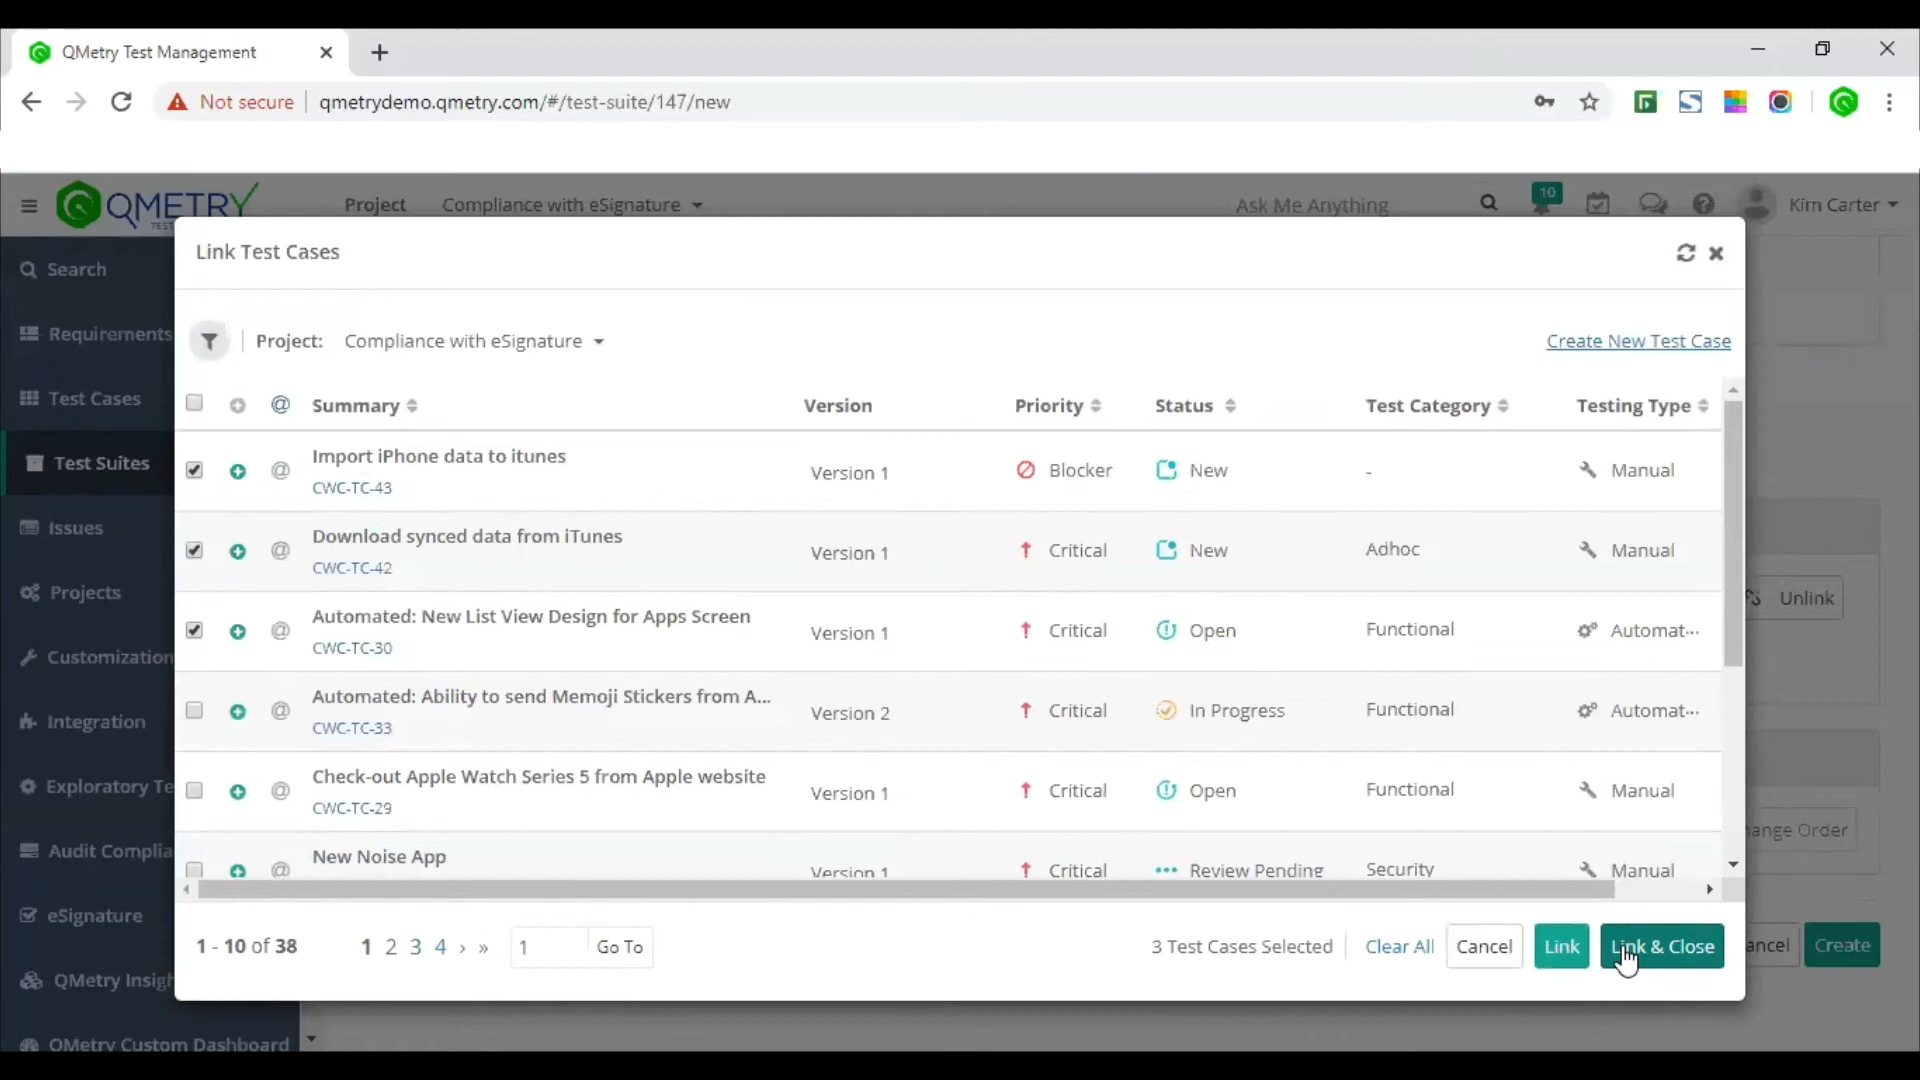 QMetry Test Management
Not secure
qmetrydemo.qmetry.com/#/test-suite/147/new
QMETRY
Project Compliance with eSignature
Ask Me Anything
10
Kim Carter
Search
Requirements
Test Cases
Test Suites
Issues
Projects
Customization
Integration
Exploratory Te
Audit Complia
eSignature
QMetry Insigh
QMetry Custom Dashboard
Link Test Cases
Project: Compliance with eSignature
Create New Test Case
@ Summary Version Priority Status Test Category Testing Type
Import iPhone data to itunes
CWC-TC-43
@ Version 1 Blocker New - Manual
Download synced data from iTunes
CWC-TC-42
@ Version 1 Critical New Adhoc Manual
Automated: New List View Design for Apps Screen
CWC-TC-30
@ Version 1 Critical Open Functional Automat...
Automated: Ability to send Memoji Stickers from A...
CWC-TC-33
@ Version 2 Critical In Progress Functional Automat...
Check-out Apple Watch Series 5 from Apple website
CWC-TC-29
@ Version 1 Critical Open Functional Manual
New Noise App
@ Version 1 Critical Review Pending Security Manual
1 - 10 of 38
1 2 3 4 › »
1
Go To
3 Test Cases Selected
Clear All
Cancel
Link
Link & Close
Unlink
ange Order
ancel
Create